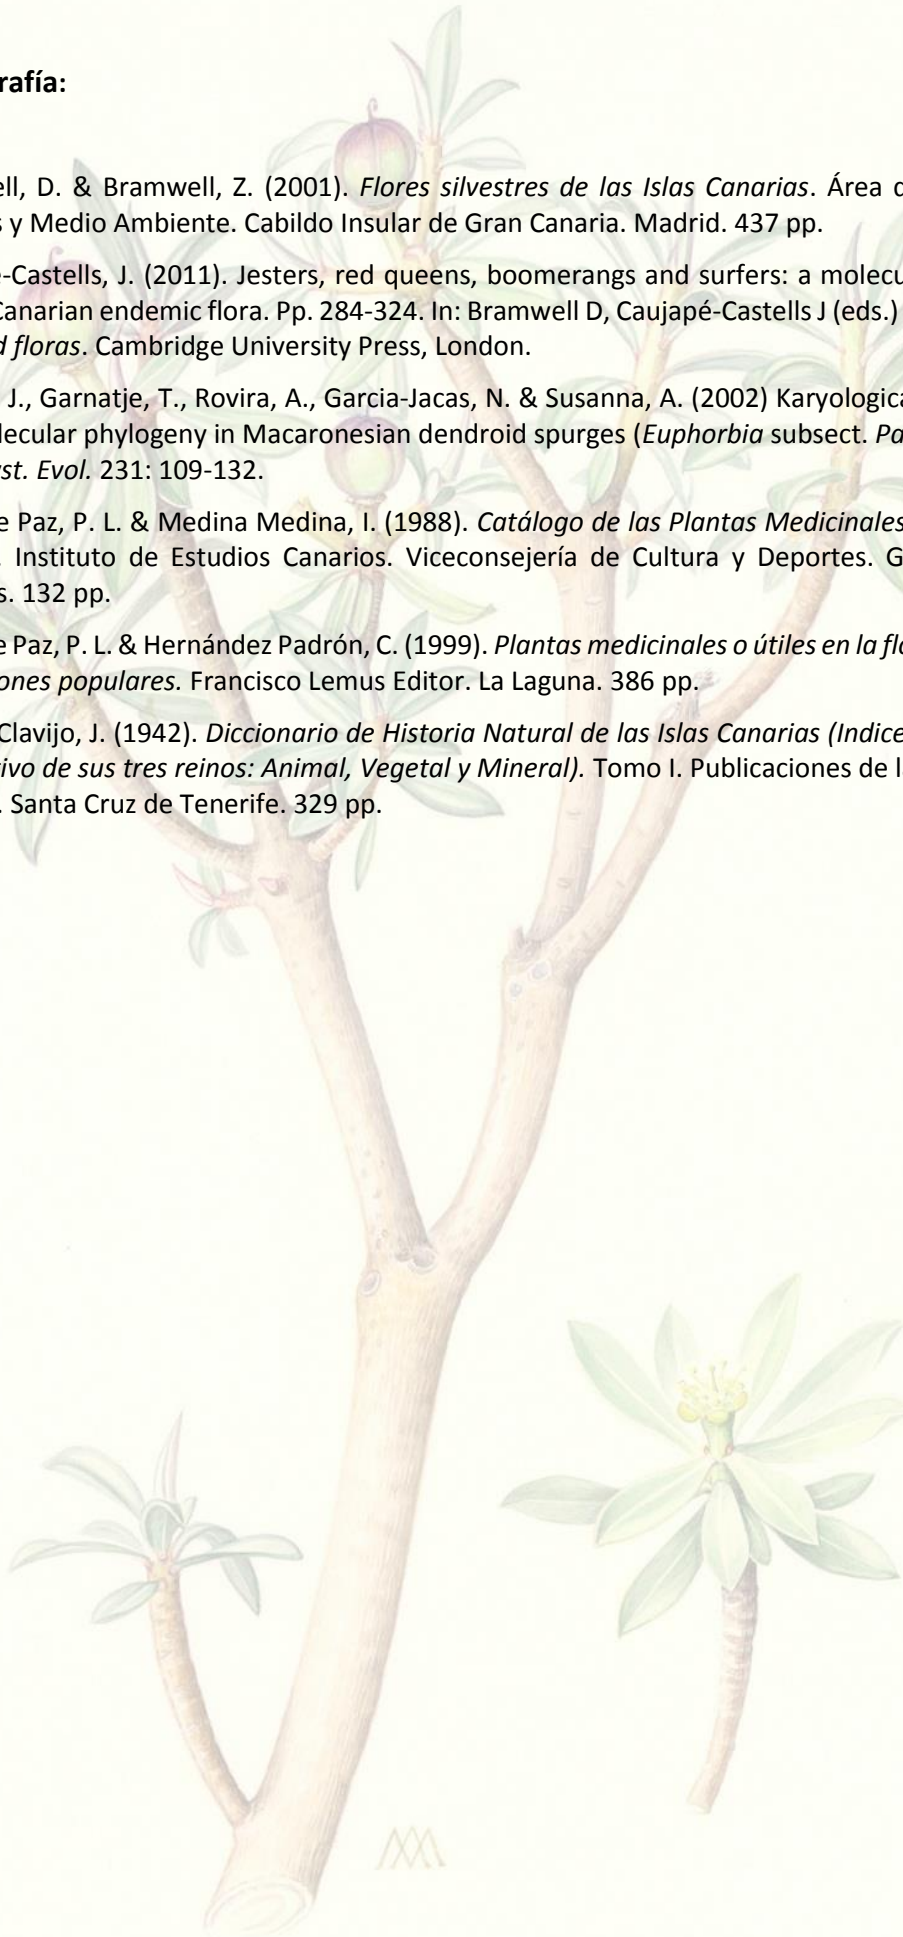 rafía:
ell, D. & Bramwell, Z. (2001). Flores silvestres de las Islas Canarias. Área d
s y Medio Ambiente. Cabildo Insular de Gran Canaria. Madrid. 437 pp.
é-Castells, J. (2011). Jesters, red queens, boomerangs and surfers: a molecu
Canarian endemic flora. Pp. 284-324. In: Bramwell D, Caujapé-Castells J (eds.)
d floras. Cambridge University Press, London.
J., Garnatje, T., Rovira, A., Garcia-Jacas, N. & Susanna, A. (2002) Karyologica
lecular phylogeny in Macaronesian dendroid spurges (Euphorbia subsect. Pa
st. Evol. 231: 109-132.
e Paz, P. L. & Medina Medina, I. (1988). Catálogo de las Plantas Medicinales
. Instituto de Estudios Canarios. Viceconsejería de Cultura y Deportes. G
s. 132 pp.
e Paz, P. L. & Hernández Padrón, C. (1999). Plantas medicinales o útiles en la flo
iones populares. Francisco Lemus Editor. La Laguna. 386 pp.
Clavijo, J. (1942). Diccionario de Historia Natural de las Islas Canarias (Indice
tivo de sus tres reinos: Animal, Vegetal y Mineral). Tomo I. Publicaciones de l
. Santa Cruz de Tenerife. 329 pp.